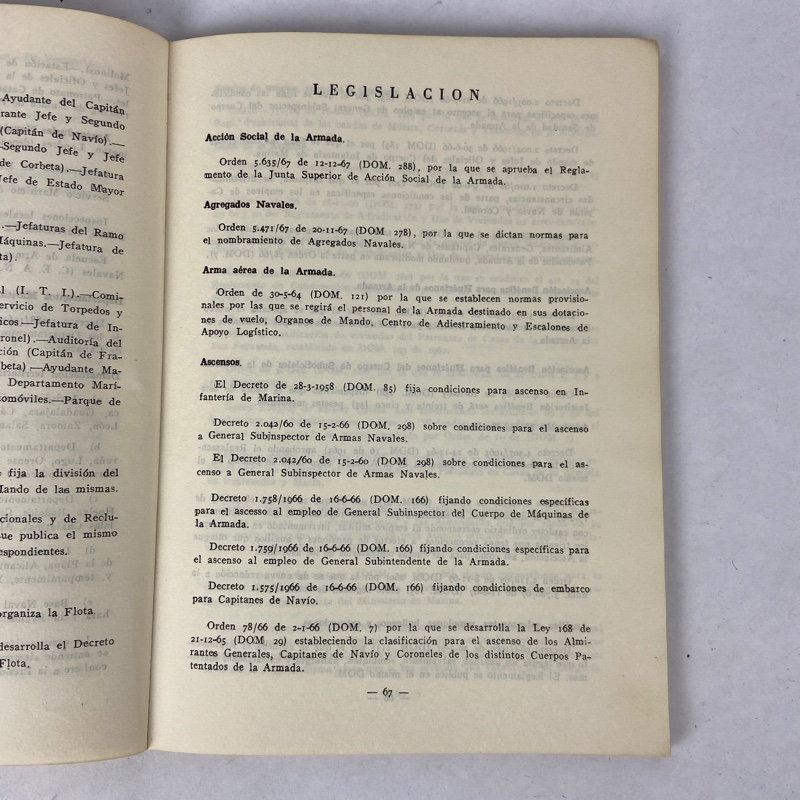 Ayudante del Capitán
rante Jefe y Segundo
(Capitán de Navío).—
—Segundo Jefe y Jefe
de Corbeta).—Jefatura
Jefe de Estado Mayor
.—Jefaturas del Ramo
Máquinas.—Jefatura de
ta).
l (I. T. I.).—Comi-
ervicio de Torpedos y
icos.—Jefatura de In-
ronel).—Auditoría del
ción (Capitán de Fra-
beta) —Ayudante Ma-
Departamento Marí-
tomóviles.—Parque de
fija la división del
Mando de las mismas.
cionales y de Reclu-
que publica el mismo
espondientes.
organiza la Flota
desarrolla el Decreto
Flota.
LEGISLACION
Acción Social de la Armada.
Orden 5.635/67 de 12-12-67 (DOM. 288), por la que se aprueba el Regla-
mento de la Junta Superior de Acción Social de la Armada.
Agregados Navales.
Orden 5.471/67 de 20-11-67 (DOM 278), por la que se dictan normas para
el nombramiento de Agregados Navales.
Arma aérea de la Armada.
Orden de 30-5-64 (DOM. 121) por la que se establecen normas provisio-
nales por las que se regirá el personal de la Armada destinado en sus dotacio-
nes de vuelo, Organos de Mando, Centro de Adiestramiento y Escalones de
Apoyo Logístico.
Ascensos.
El Decreto de 28-3-1958 (DOM. 85) fija condiciones para ascenso en In-
fantería de Marina.
Decreto 2.042/60 de 15-2-66 (DOM. 298) sobre condiciones para el ascenso
a General Subinspector de Armas Navales.
El Decreto 2.042/60 de 15-2-60 (DOM 298) sobre condiciones para el as-
censo a General Subinspector de Armas Navales.
Decreto 1.758/1966 de 16-6-66 (DOM. 166) fijando condiciones específicas
para el ascenso al empleo de General Subinspector del Cuerpo de Máquinas de
la Armada.
Decreto 1.759/1966 de 16-6-66 (DOM. 166) fijando condiciones específicas para
el ascenso al empleo de General Subintendente de la Armada.
Decreto 1.575/1966 de 16-6-66 (DOM. 166) fijando condiciones de embarco
para Capitanes de Navío.
Orden 78/66 de 2-1-66 (DOM. 7) por la que se desarrolla la Ley 168 de
21-12-65 (DOM 29) estableciendo la clasificación para el ascenso de los Almi-
rantes Generales, Capitanes de Navío y Coroneles de los distintos Cuerpos Pa-
tentados de la Armada.
— 67 —